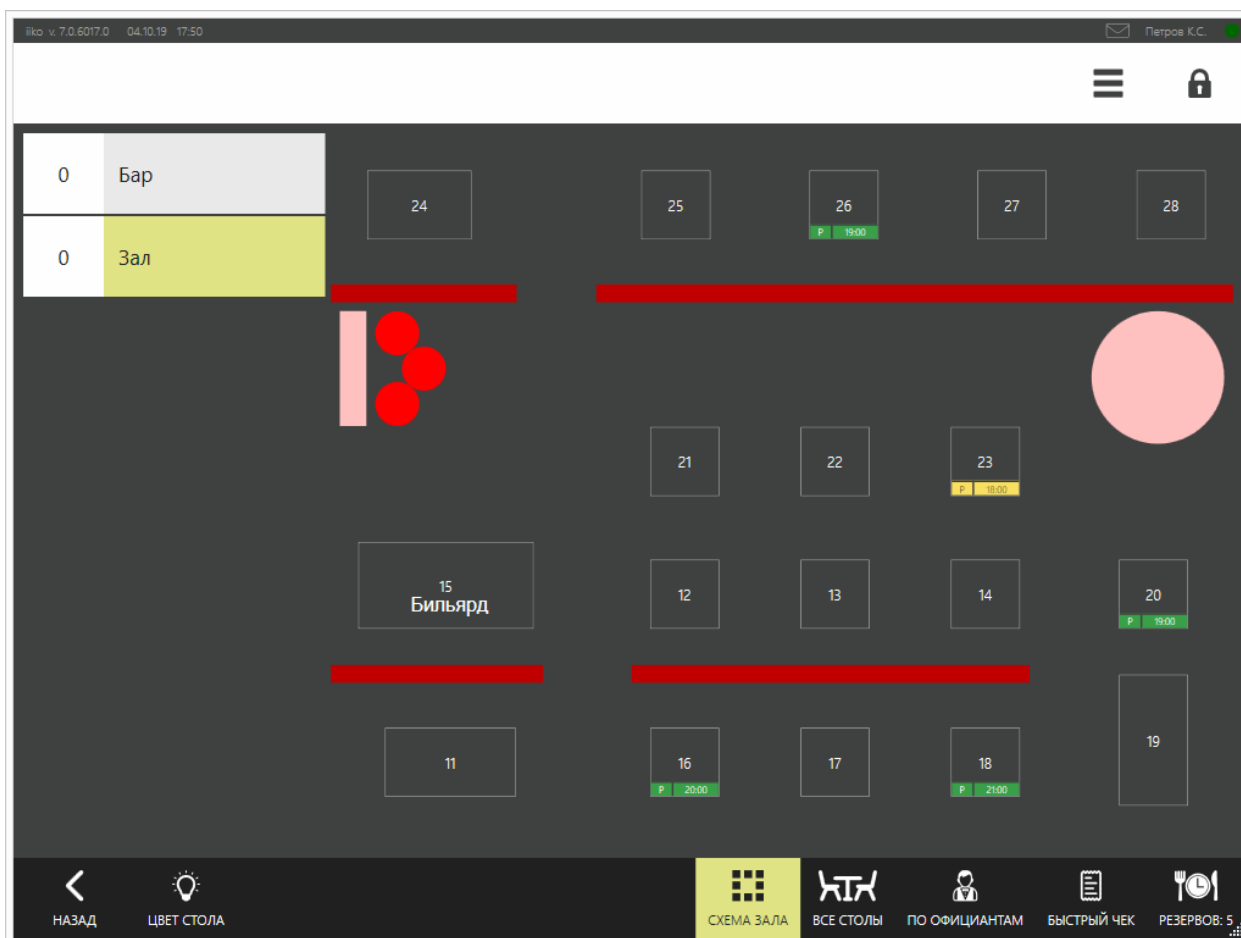 iiko v. 7.0.6017.0 04.10.19 17:50 Петров К.С.
0 Бар
0 Зал
24 25 26 27 28
P 19:00
21 22 23
P 18:00
15
Бильярд
12 13 14 20
P 19:00
19
11 16 17 18
P 20:00 P 21:00
НАЗАД ЦВЕТ СТОЛА СХЕМА ЗАЛА ВСЕ СТОЛЫ ПО ОФИЦИАНТАМ БЫСТРЫЙ ЧЕК РЕЗЕРВОВ: 5